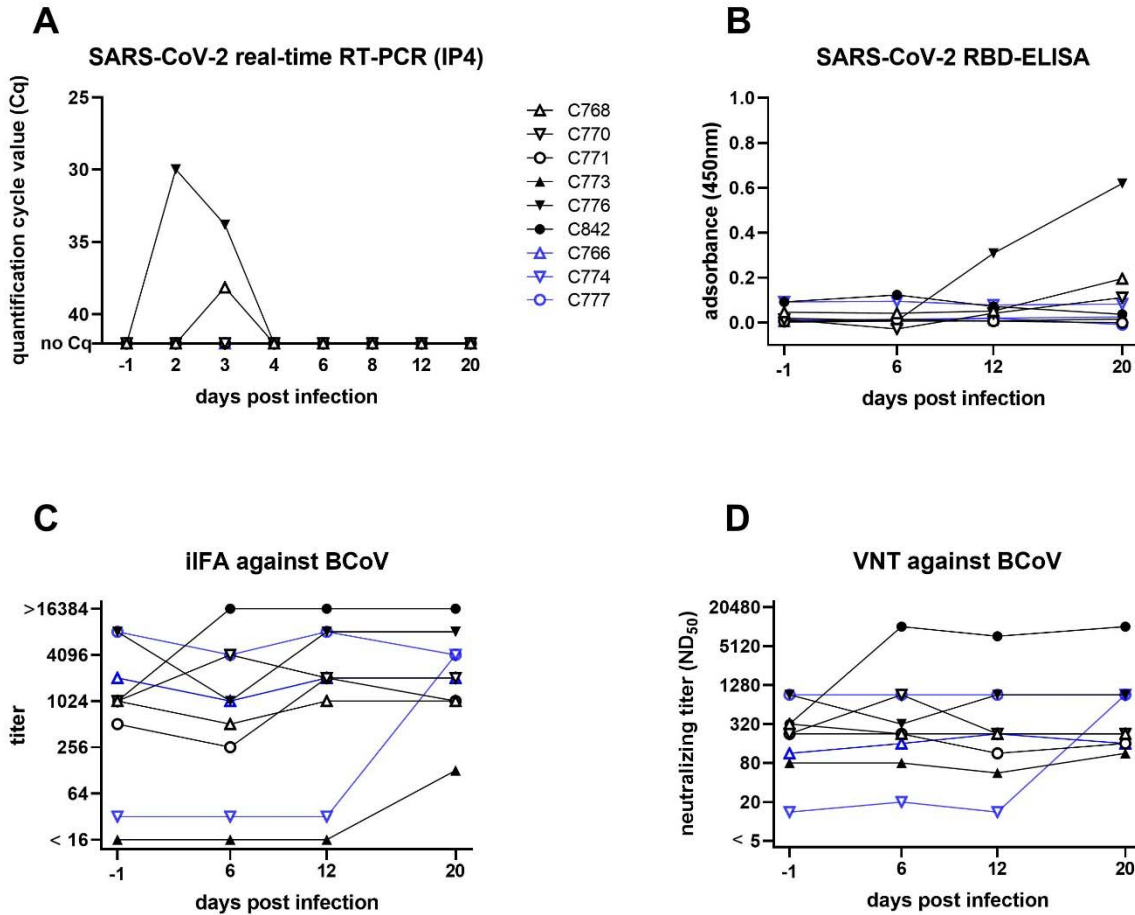 A
SARS-CoV-2 real-time RT-PCR (IP4)
quantification cycle value (Cq)
25
30
35
40
no Cq
-1 2 3 4 6 8 12 20
days post infection
C768
C770
C771
C773
C776
C842
C766
C774
C777
B
SARS-CoV-2 RBD-ELISA
adsorbance (450nm)
1.0
0.8
0.6
0.4
0.2
0.0
-1 6 12 20
days post infection
C
iIFA against BCoV
titer
>16384
4096
1024
256
64
< 16
-1 6 12 20
days post infection
D
VNT against BCoV
neutralizing titer (ND50)
20480
5120
1280
320
80
20
< 5
-1 6 12 20
days post infection